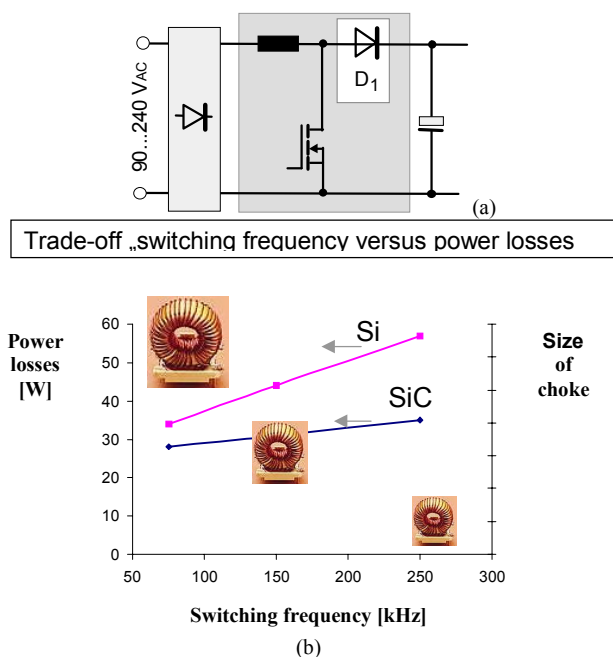 90...240 VAC
D1
(a)
Trade-off „switching frequency versus power losses
Power
losses
[W]
Size
of
choke
60
50
40
30
20
10
0
Si
SiC
50
100
150
200
250
300
Switching frequency [kHz]
(b)